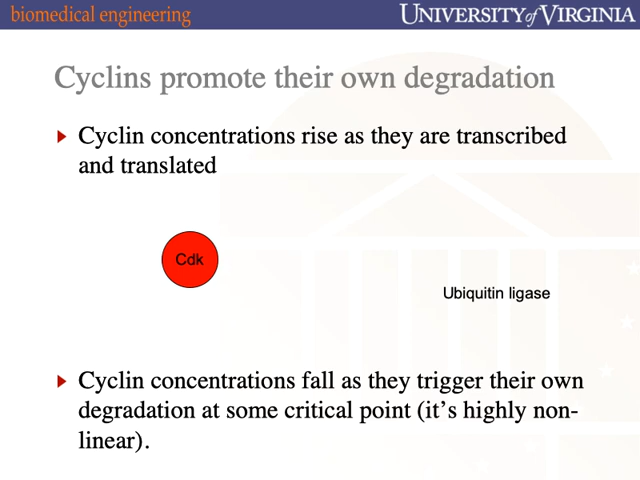 biomedical engineering
UNIVERSITY of VIRGINIA
Cyclins promote their own degradation
Cyclin concentrations rise as they are transcribed
and translated
Cdk
Ubiquitin ligase
Cyclin concentrations fall as they trigger their own
degradation at some critical point (it's highly non-
linear).